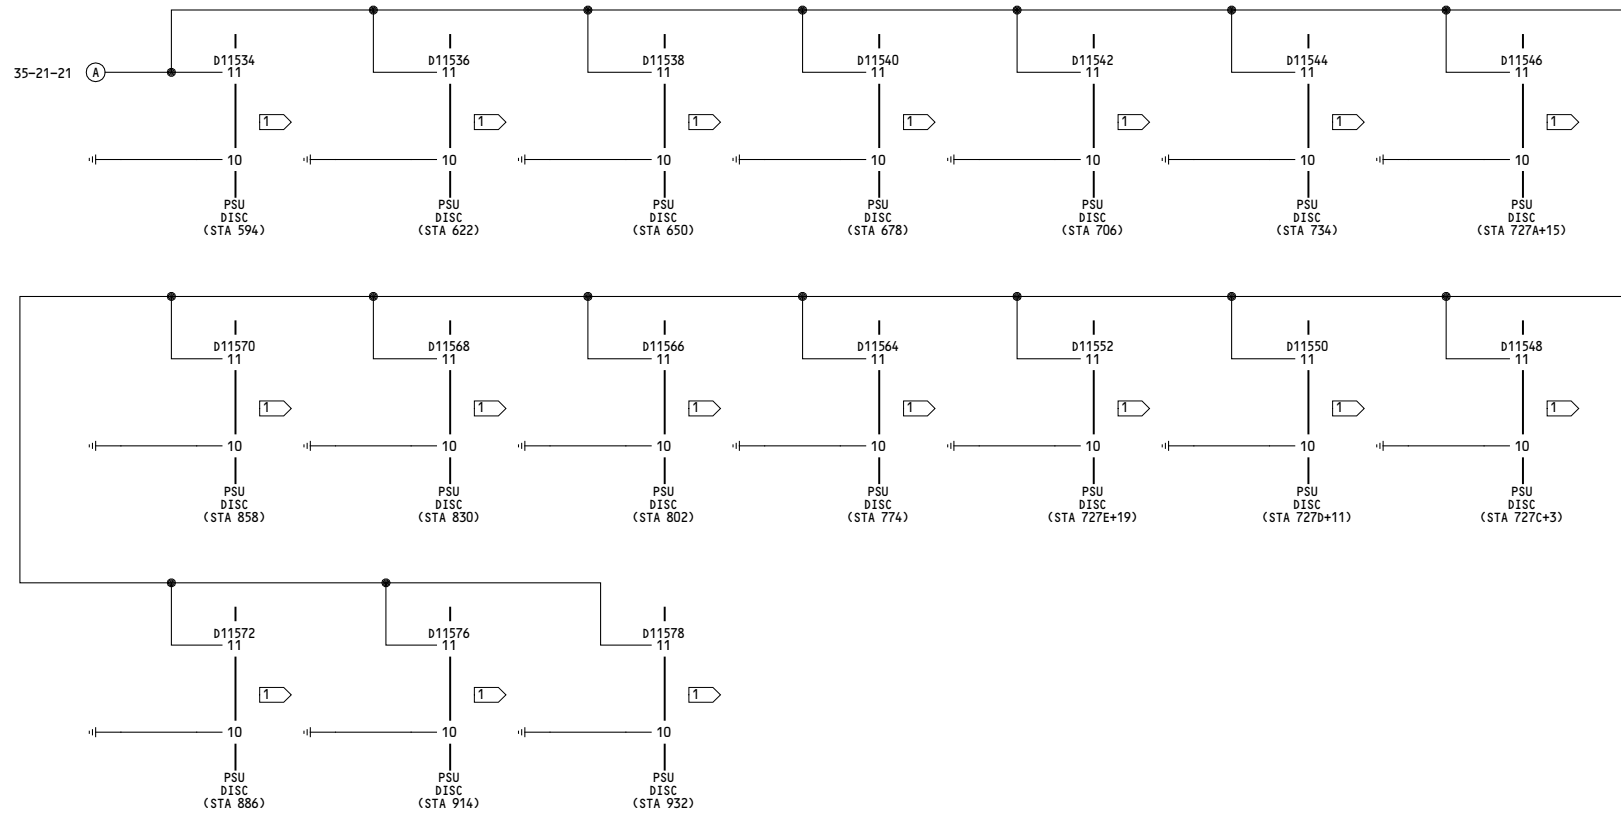 35-21-21 A
D11534 D11536 D11538 D11540 D11542 D11544 D11546
11 11 11 11 11 11 11
1 1 1 1 1 1 1
10 10 10 10 10 10 10
PSU PSU PSU PSU PSU PSU PSU
DISC DISC DISC DISC DISC DISC DISC
(STA 594) (STA 622) (STA 650) (STA 678) (STA 706) (STA 734) (STA 727A+15)
D11570 D11568 D11566 D11564 D11552 D11550 D11548
11 11 11 11 11 11 11
1 1 1 1 1 1 1
10 10 10 10 10 10 10
PSU PSU PSU PSU PSU PSU PSU
DISC DISC DISC DISC DISC DISC DISC
(STA 858) (STA 830) (STA 802) (STA 774) (STA 727E+19) (STA 727D+11) (STA 727C+3)
D11572 D11576 D11578
11 11 11
1 1 1
10 10 10
PSU PSU PSU
DISC DISC DISC
(STA 886) (STA 914) (STA 932)